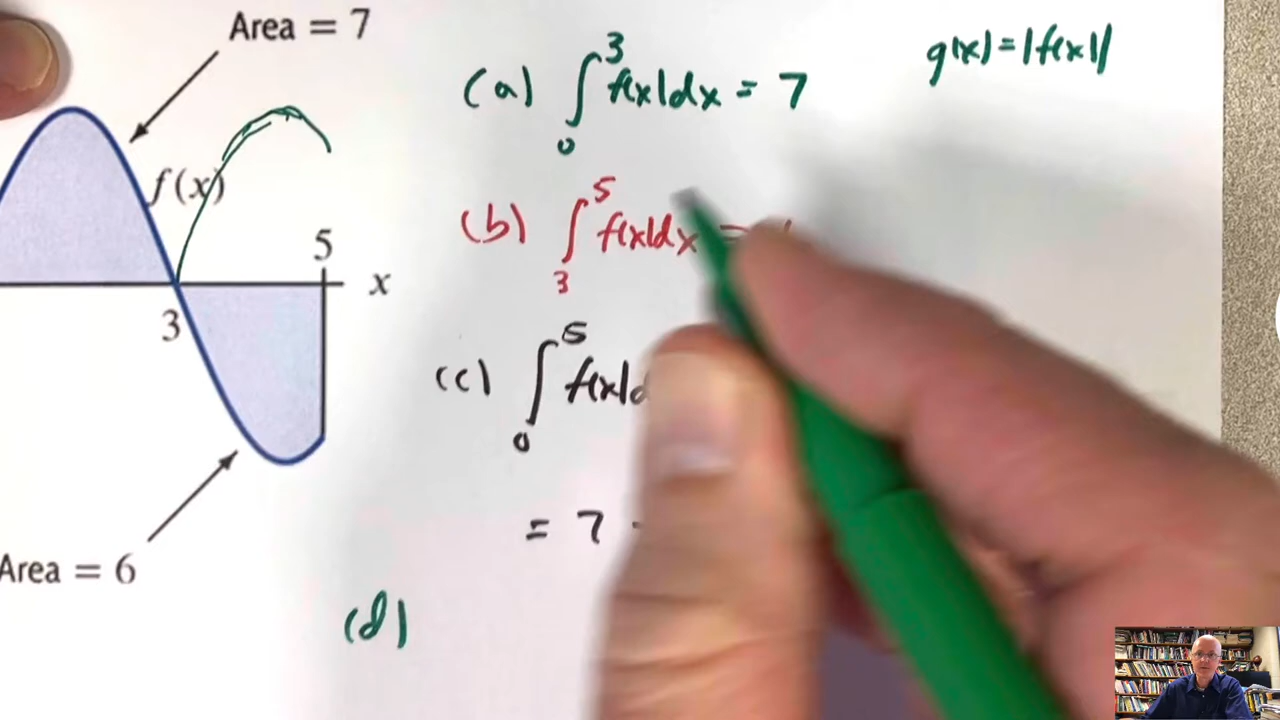 Area = 7
f(x)
5
x
3
Area = 6
g(x) = |f(x)|
(a) ∫₀³ f(x)dx = 7
(b) ∫₃⁵ f(x)dx =
(c) ∫₀⁵ f(x)d
= 7
(d)